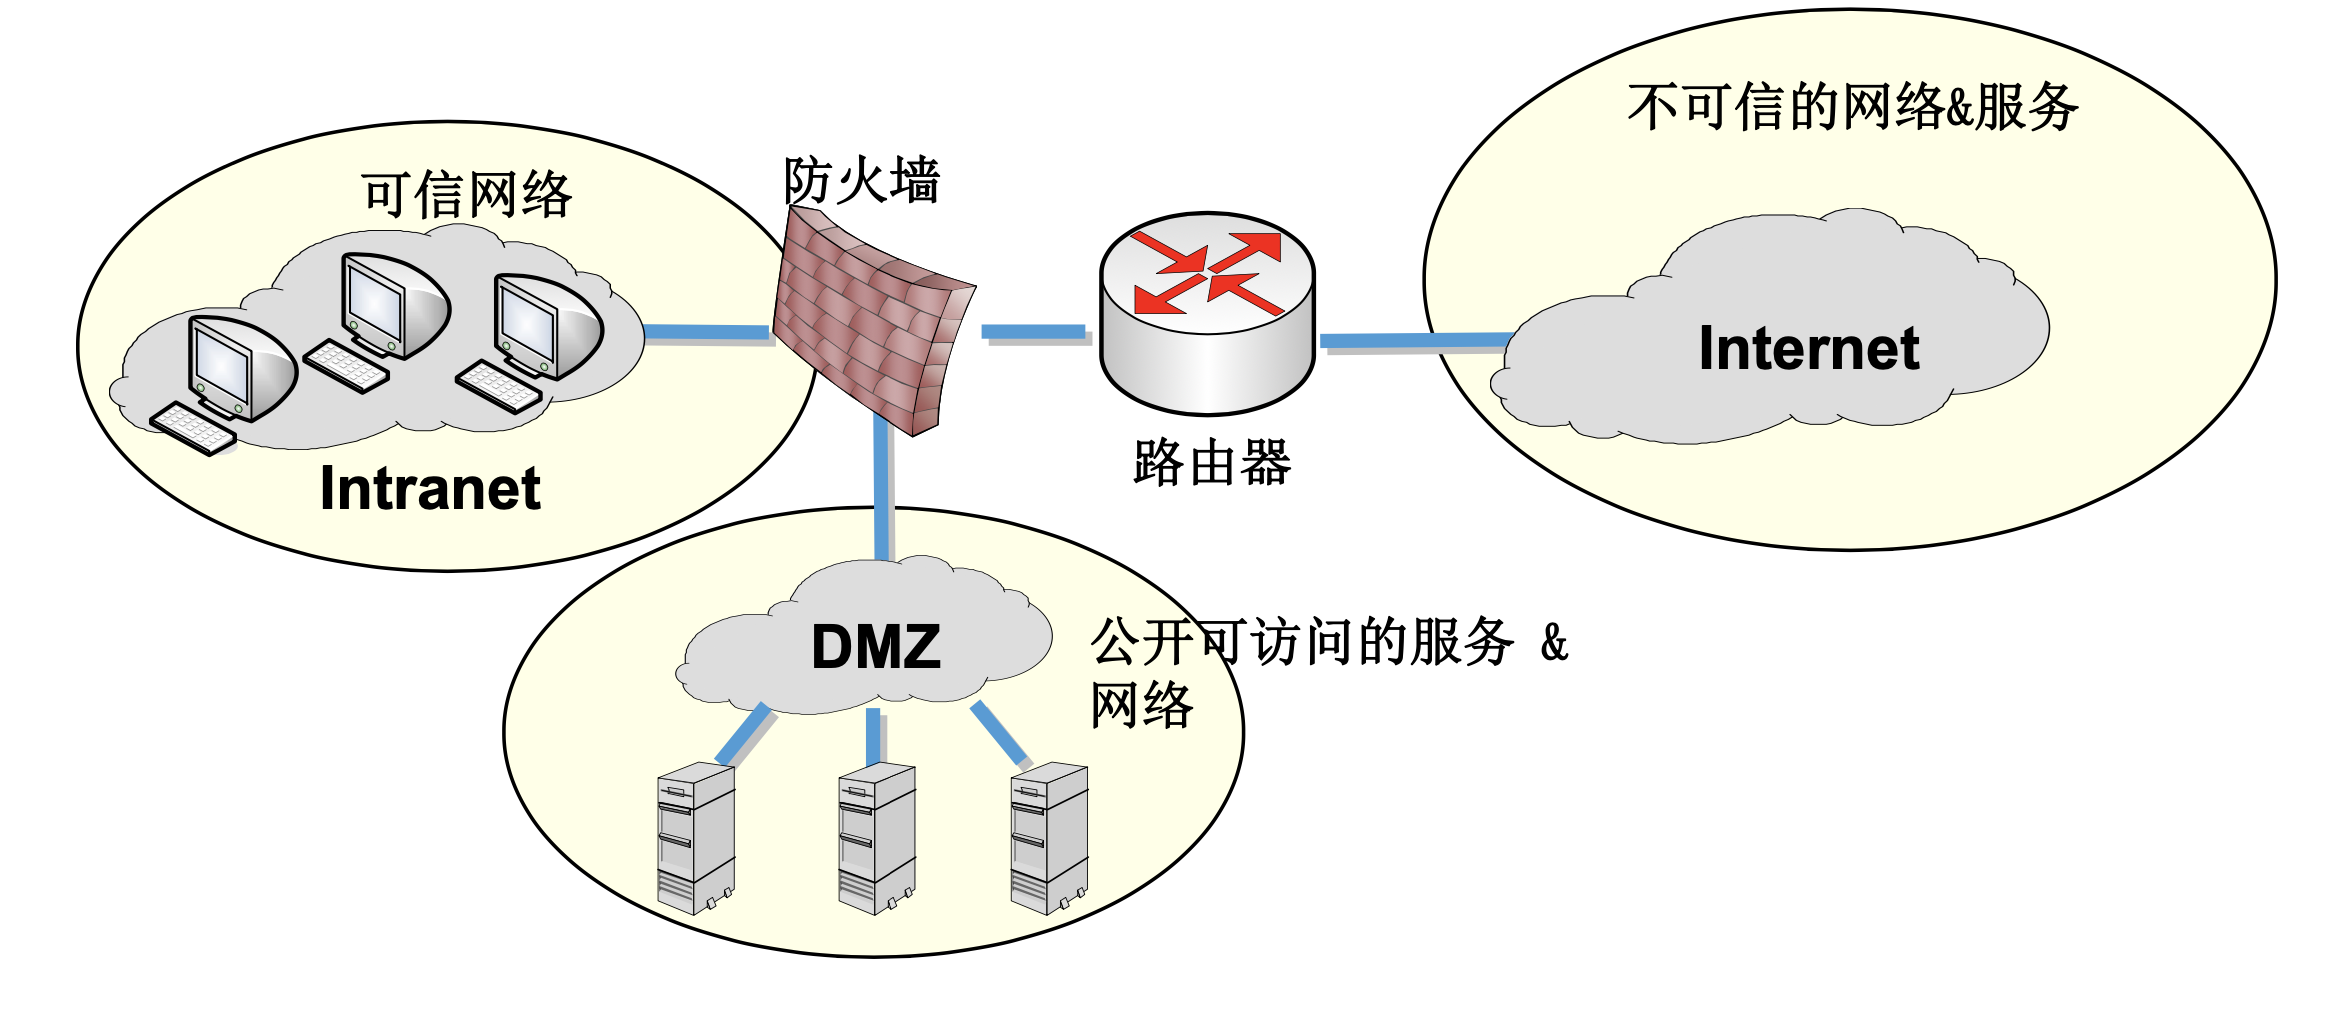 不可信的网络&服务
防火墙
可信网络
Internet
路由器
Intranet
DMZ
公开可访问的服务 &
网络